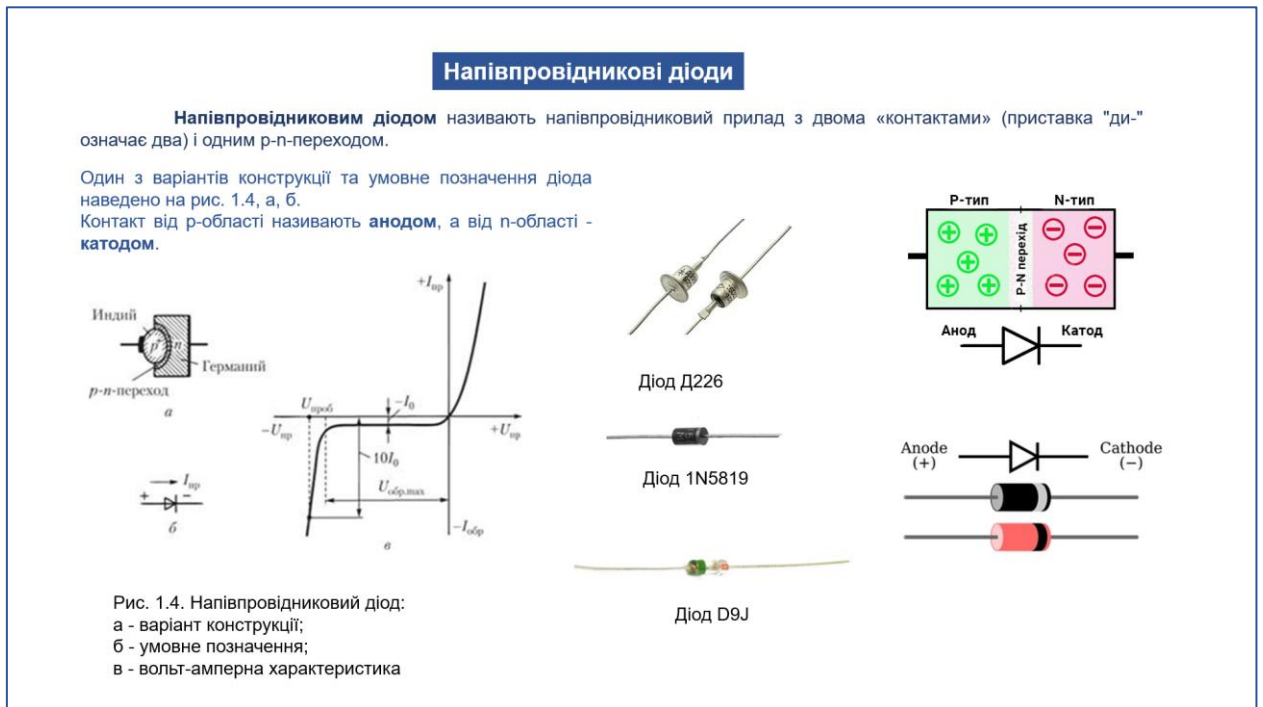 Напівпровідникові діоди
Напівпровідниковим діодом називають напівпровідниковий прилад з двома «контактами» (приставка "ди-"
означає два) і одним p-n-переходом.
Один з варіантів конструкції та умовне позначення діода
наведено на рис. 1.4, а, б.
Контакт від p-області називають анодом, а від n-області -
катодом.
Индий
p⁺
n
Германий
p-n-переход
а
+ I пр −
б
+Iпр
Uпроб
−I₀
−Uпр
+Uпр
10I₀
Uобр.max
−Iобр
в
Рис. 1.4. Напівпровідниковий діод:
а - варіант конструкції;
б - умовне позначення;
в - вольт-амперна характеристика
Діод Д226
Діод 1N5819
Діод D9J
P-тип
N-тип
P-N перехід
Анод
Катод
Anode
(+)
Cathode
(−)